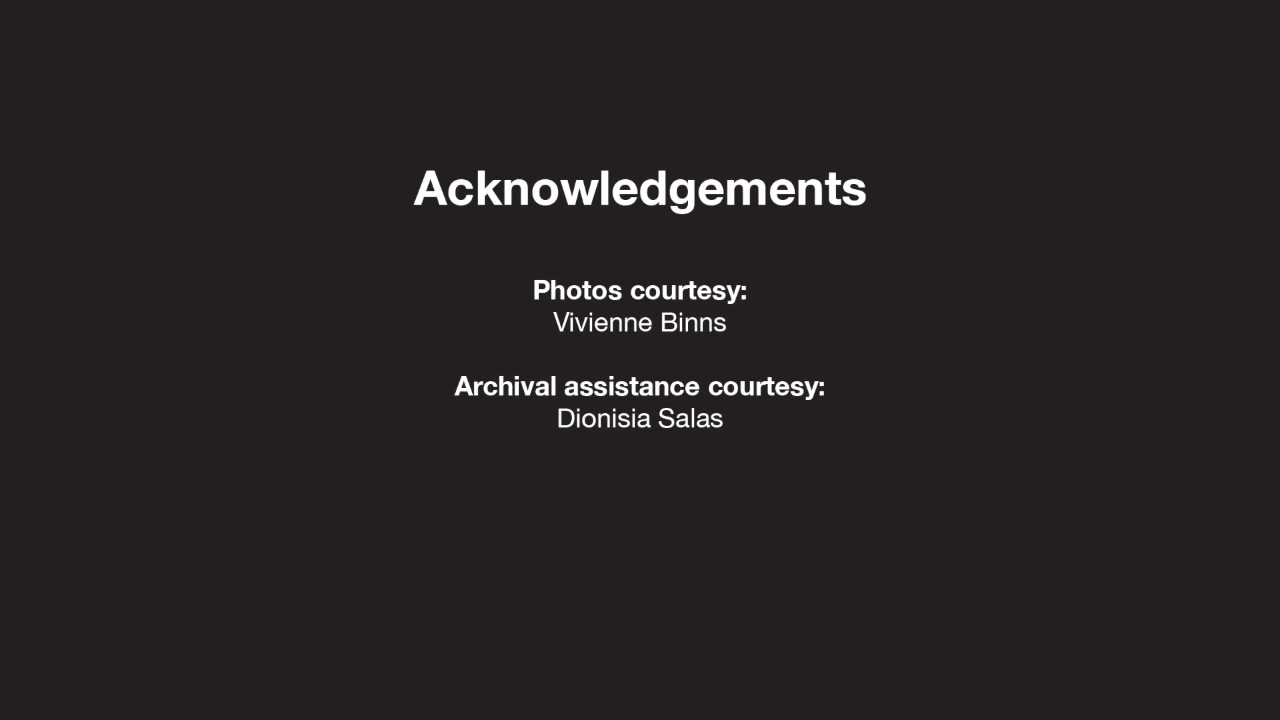 Acknowledgements
Photos courtesy:
Vivienne Binns
Archival assistance courtesy:
Dionisia Salas